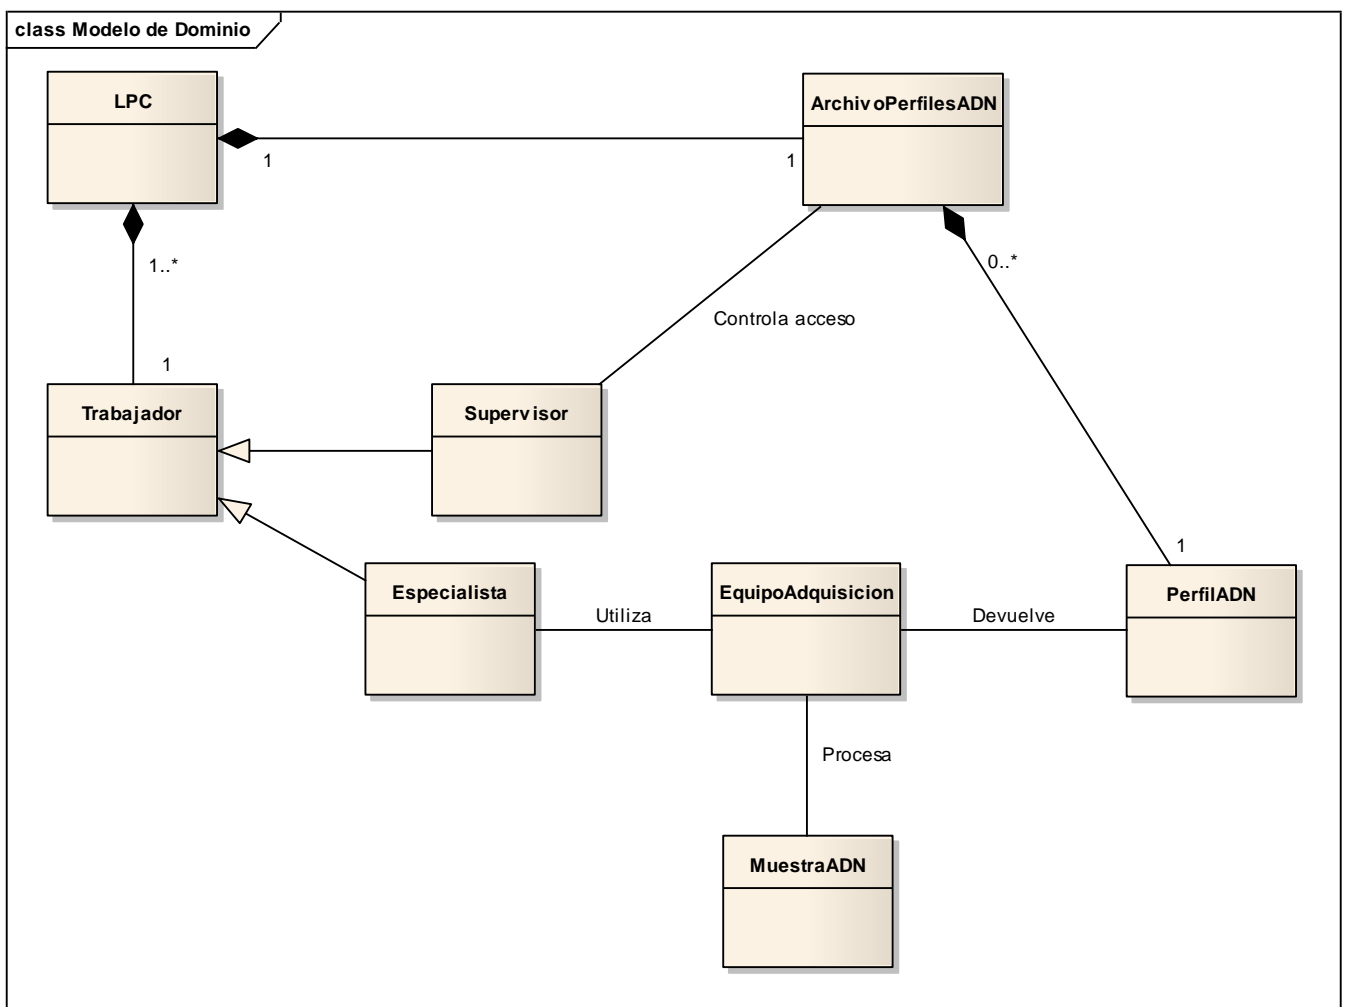 class Modelo de Dominio
LPC
ArchivoPerfilesADN
1
1
1..*
0..*
Controla acceso
1
Trabajador
Supervisor
1
Especialista
Utiliza
EquipoAdquisicion
Devuelve
PerfilADN
Procesa
MuestraADN